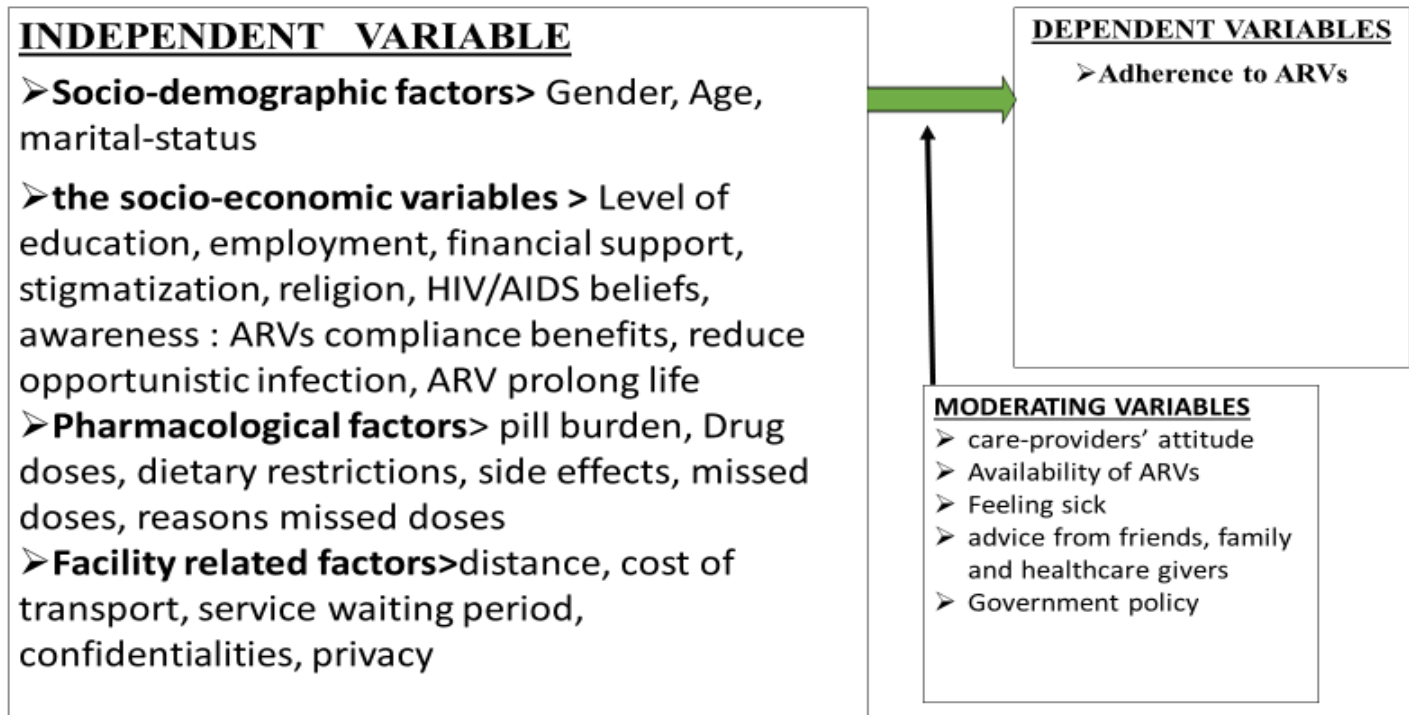 INDEPENDENT VARIABLE
➢Socio-demographic factors> Gender, Age,
marital-status
➢the socio-economic variables > Level of
education, employment, financial support,
stigmatization, religion, HIV/AIDS beliefs,
awareness : ARVs compliance benefits, reduce
opportunistic infection, ARV prolong life
➢Pharmacological factors> pill burden, Drug
doses, dietary restrictions, side effects, missed
doses, reasons missed doses
➢Facility related factors>distance, cost of
transport, service waiting period,
confidentialities, privacy
DEPENDENT VARIABLES
➢Adherence to ARVs
MODERATING VARIABLES
➢ care-providers’ attitude
➢ Availability of ARVs
➢ Feeling sick
➢ advice from friends, family
and healthcare givers
➢ Government policy